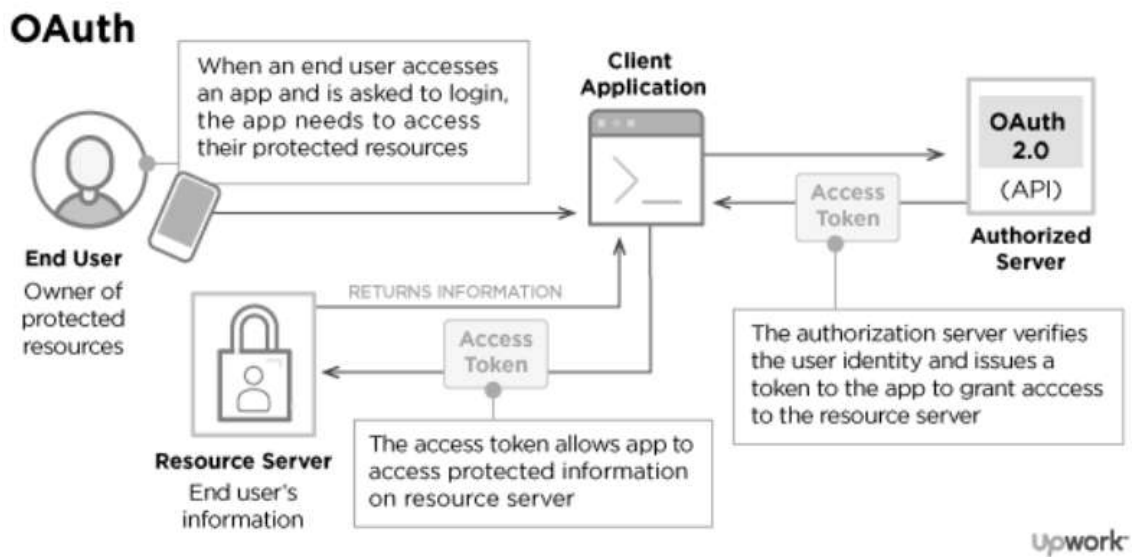 OAuth
When an end user accesses
an app and is asked to login,
the app needs to access
their protected resources
Client
Application
OAuth
2.0
(API)
Authorized
Server
Access
Token
End User
Owner of
protected
resources
RETURNS INFORMATION
Access
Token
The authorization server verifies
the user identity and issues a
token to the app to grant acccess
to the resource server
Resource Server
End user's
information
The access token allows app to
access protected information
on resource server
Upwork